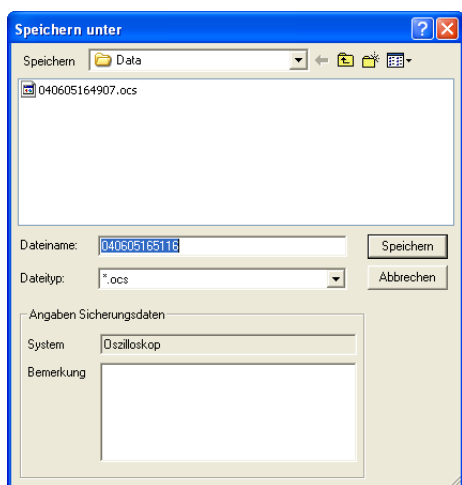 Speichern unter
Speichern Data
040605164907.ocs
Dateiname: 040605165116 Speichern
Dateityp: *.ocs Abbrechen
Angaben Sicherungsdaten
System Oszilloskop
Bemerkung